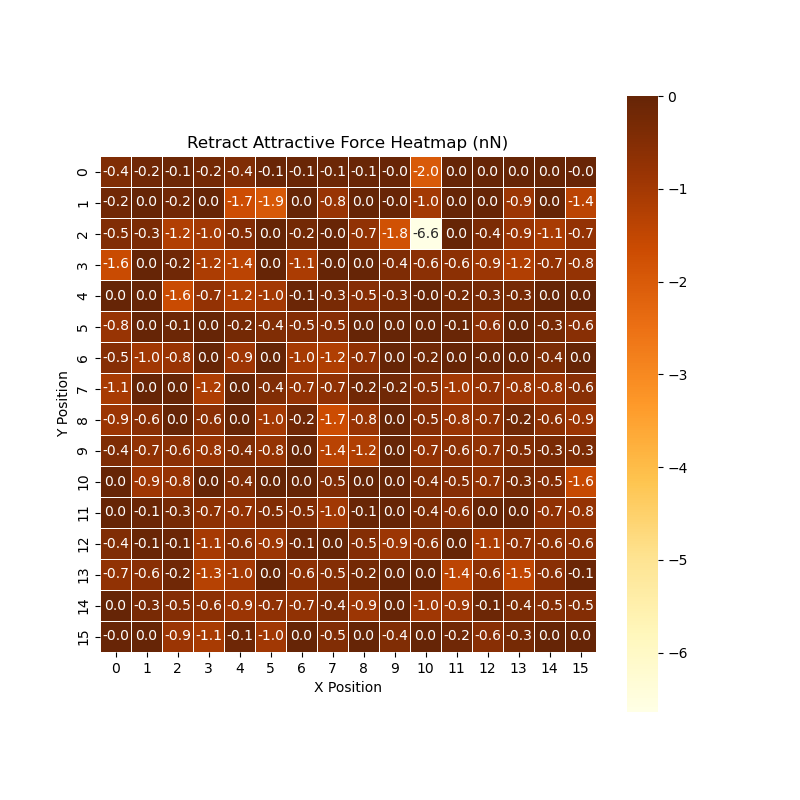 Retract Attractive Force Heatmap (nN)
0 -0.4 -0.2 -0.1 -0.2 -0.4 -0.1 -0.1 -0.1 -0.1 -0.0 -2.0 0.0 0.0 0.0 0.0 -0.0
1 -0.2 0.0 -0.2 0.0 -1.7 -1.9 0.0 -0.8 0.0 -0.0 -1.0 0.0 0.0 -0.9 0.0 -1.4
2 -0.5 -0.3 -1.2 -1.0 -0.5 0.0 -0.2 -0.0 -0.7 -1.8 -6.6 0.0 -0.4 -0.9 -1.1 -0.7
3 -1.6 0.0 -0.2 -1.2 -1.4 0.0 -1.1 -0.0 0.0 -0.4 -0.6 -0.6 -0.9 -1.2 -0.7 -0.8
4 0.0 0.0 -1.6 -0.7 -1.2 -1.0 -0.1 -0.3 -0.5 -0.3 -0.0 -0.2 -0.3 -0.3 0.0 0.0
5 -0.8 0.0 -0.1 0.0 -0.2 -0.4 -0.5 -0.5 0.0 0.0 0.0 -0.1 -0.6 0.0 -0.3 -0.6
6 -0.5 -1.0 -0.8 0.0 -0.9 0.0 -1.0 -1.2 -0.7 0.0 -0.2 0.0 -0.0 0.0 -0.4 0.0
7 -1.1 0.0 0.0 -1.2 0.0 -0.4 -0.7 -0.7 -0.2 -0.2 -0.5 -1.0 -0.7 -0.8 -0.8 -0.6
8 -0.9 -0.6 0.0 -0.6 0.0 -1.0 -0.2 -1.7 -0.8 0.0 -0.5 -0.8 -0.7 -0.2 -0.6 -0.9
9 -0.4 -0.7 -0.6 -0.8 -0.4 -0.8 0.0 -1.4 -1.2 0.0 -0.7 -0.6 -0.7 -0.5 -0.3 -0.3
10 0.0 -0.9 -0.8 0.0 -0.4 0.0 0.0 -0.5 0.0 0.0 -0.4 -0.5 -0.7 -0.3 -0.5 -1.6
11 0.0 -0.1 -0.3 -0.7 -0.7 -0.5 -0.5 -1.0 -0.1 0.0 -0.4 -0.6 0.0 0.0 -0.7 -0.8
12 -0.4 -0.1 -0.1 -1.1 -0.6 -0.9 -0.1 0.0 -0.5 -0.9 -0.6 0.0 -1.1 -0.7 -0.6 -0.6
13 -0.7 -0.6 -0.2 -1.3 -1.0 0.0 -0.6 -0.5 -0.2 0.0 0.0 -1.4 -0.6 -1.5 -0.6 -0.1
14 0.0 -0.3 -0.5 -0.6 -0.9 -0.7 -0.7 -0.4 -0.9 0.0 -1.0 -0.9 -0.1 -0.4 -0.5 -0.5
15 -0.0 0.0 -0.9 -1.1 -0.1 -1.0 0.0 -0.5 0.0 -0.4 0.0 -0.2 -0.6 -0.3 0.0 0.0
0 1 2 3 4 5 6 7 8 9 10 11 12 13 14 15
X Position
Y Position
0
−1
−2
−3
−4
−5
−6